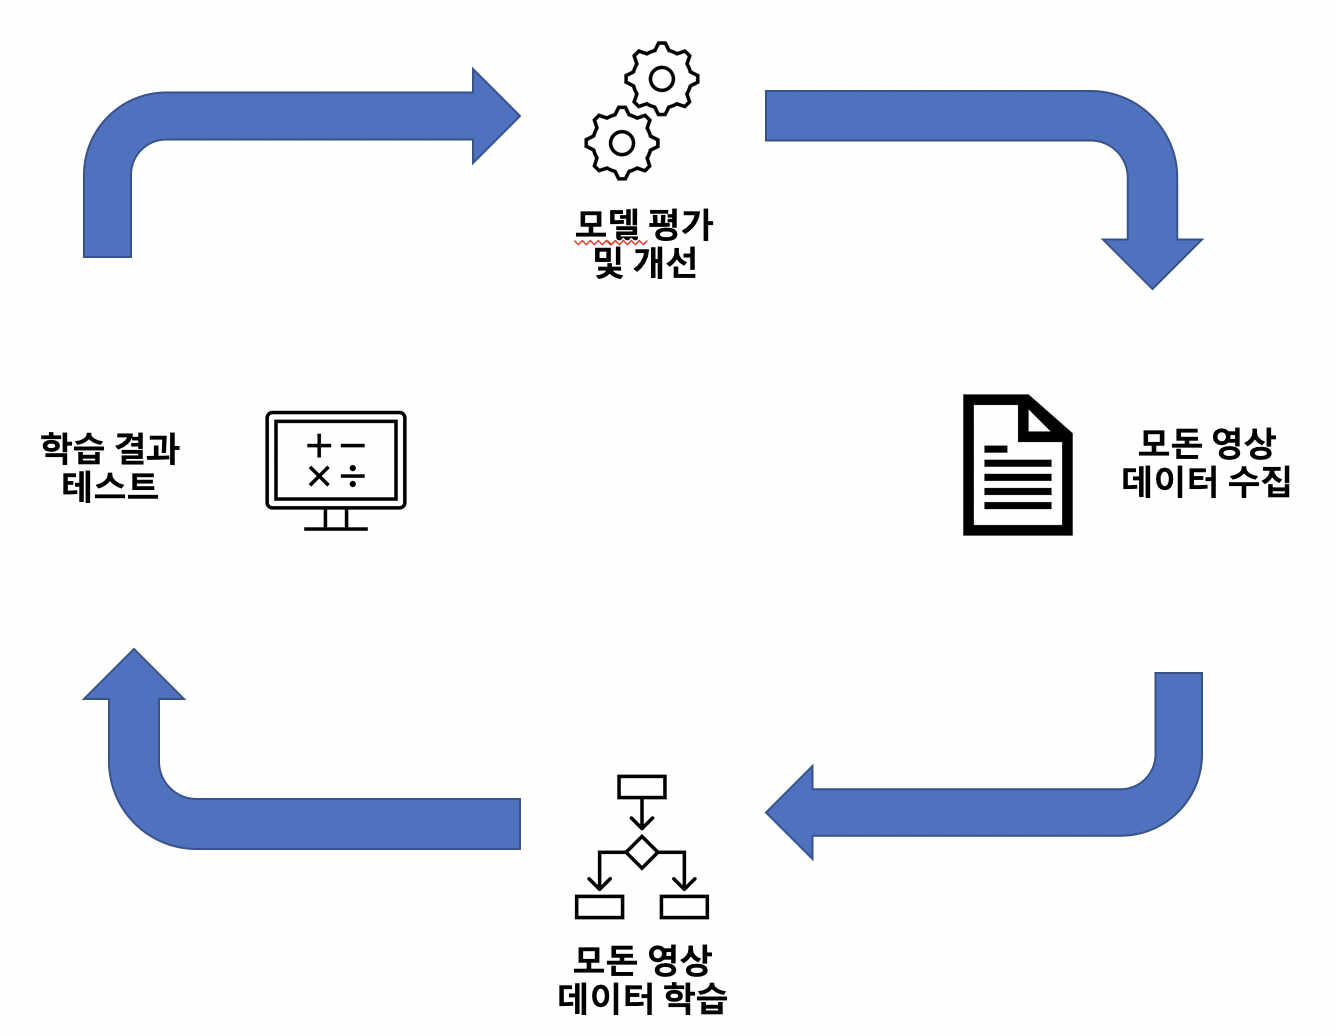 모델 평가
및 개선
학습 결과
테스트
모돈 영상
데이터 수집
모돈 영상
데이터 학습